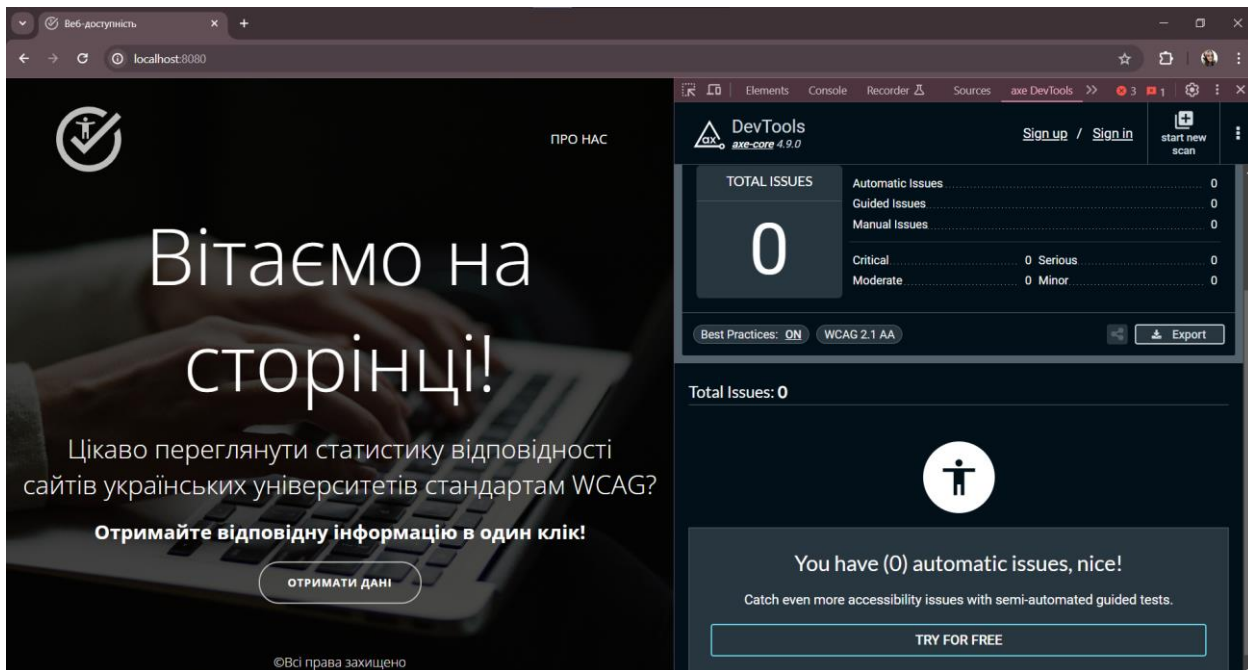 Веб-доступність
localhost:8080
Elements Console Recorder Sources axe DevTools 3 1
ПРО НАС
Вітаємо на
сторінці!
Цікаво переглянути статистику відповідності
сайтів українських університетів стандартам WCAG?
Отримайте відповідну інформацію в один клік!
ОТРИМАТИ ДАНІ
©Всі права захищено
ax DevTools
axe-core 4.9.0
Sign up / Sign in
start new
scan
TOTAL ISSUES
0
Automatic Issues 0
Guided Issues 0
Manual Issues 0
Critical 0 Serious 0
Moderate 0 Minor 0
Best Practices: ON WCAG 2.1 AA Export
Total Issues: 0
You have (0) automatic issues, nice!
Catch even more accessibility issues with semi-automated guided tests.
TRY FOR FREE